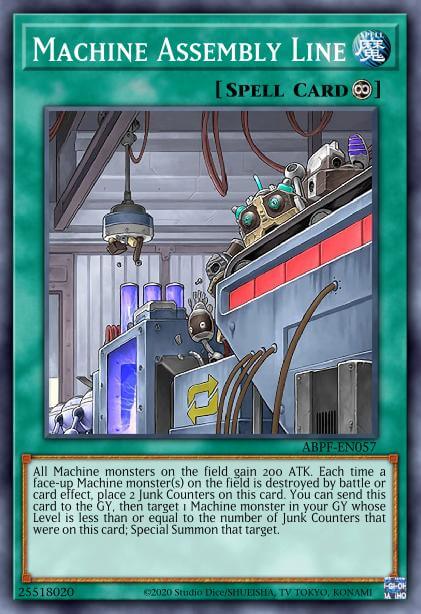 MACHINE ASSEMBLY LINE
[SPELL CARD]
ABPF-EN057
All Machine monsters on the field gain 200 ATK. Each time a
face-up Machine monster(s) on the field is destroyed by battle or
card effect, place 2 Junk Counters on this card. You can send this
card to the GY, then target 1 Machine monster in your GY whose
Level is less than or equal to the number of Junk Counters that
were on this card; Special Summon that target.
25518020
©2020 Studio Dice/SHUEISHA, TV TOKYO, KONAMI